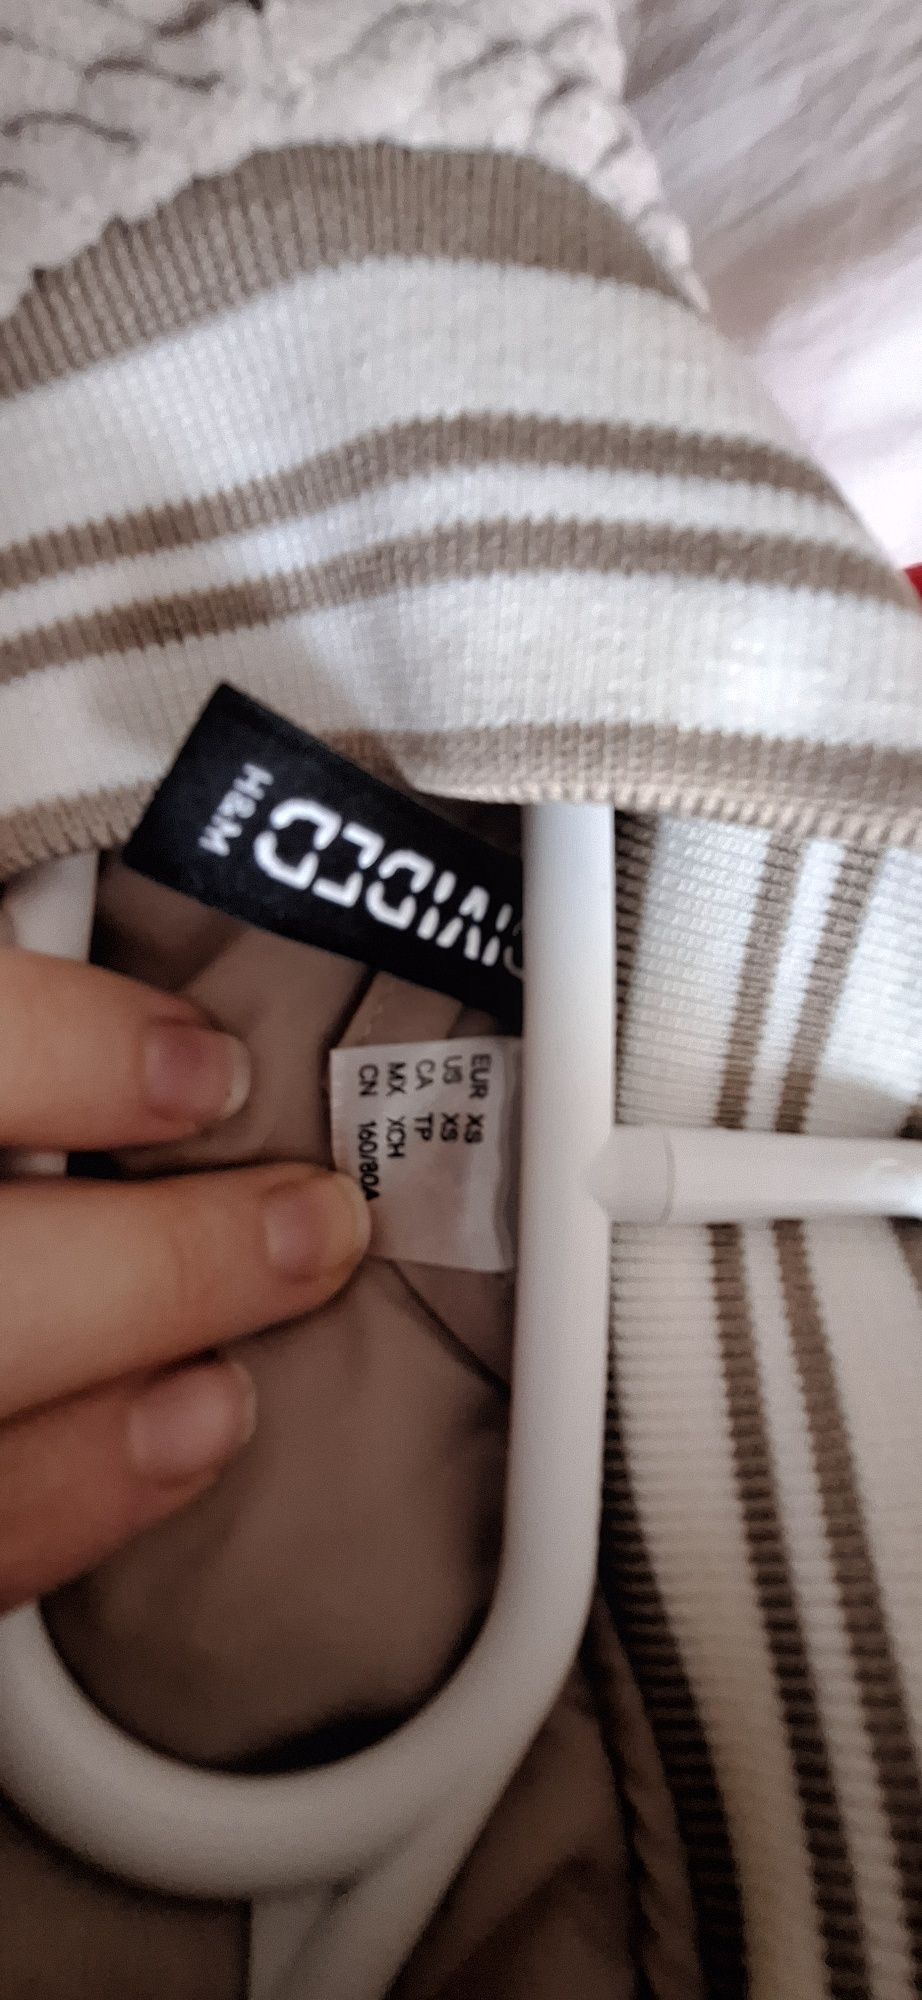 DIVIDED
H&M
EUR XS
US XS
CA TP
MX XCH
CN 160/80A